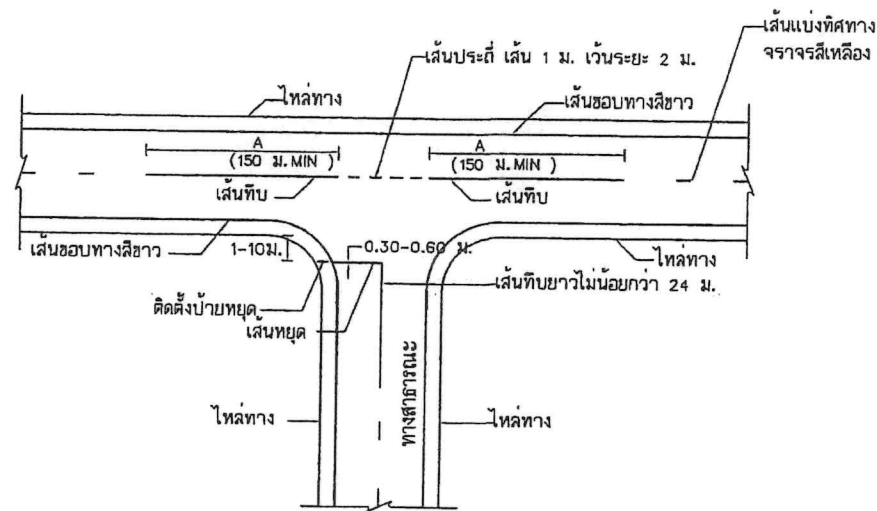 เส้นแบ่งทิศทาง
จราจรสีเหลือง
เส้นประถี่ เส้น 1 ม. เว้นระยะ 2 ม.
ไหล่ทาง
เส้นขอบทางสีขาว
A
(150 ม.MIN )
A
(150 ม.MIN )
เส้นทึบ
เส้นทึบ
เส้นขอบทางสีขาว
1-10ม.
0.30-0.60 ม.
ไหล่ทาง
ติดตั้งป้ายหยุด
เส้นทึบยาวไม่น้อยกว่า 24 ม.
เส้นหยุด
ทางสาธารณะ
ไหล่ทาง
ไหล่ทาง